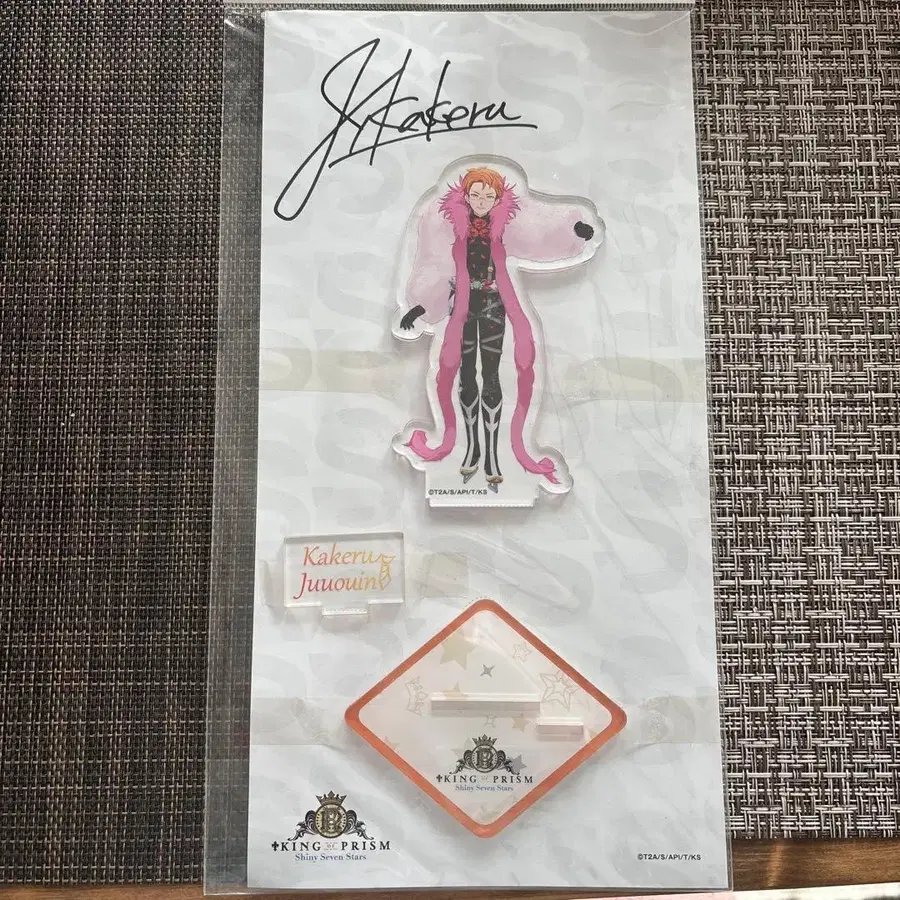 J. Kakeru
©T2A/S/API/T/KS
Kakeru
Juuouin
KING OF PRISM
Shiny Seven Stars
KING OF PRISM
Shiny Seven Stars
©T2A/S/API/T/KS